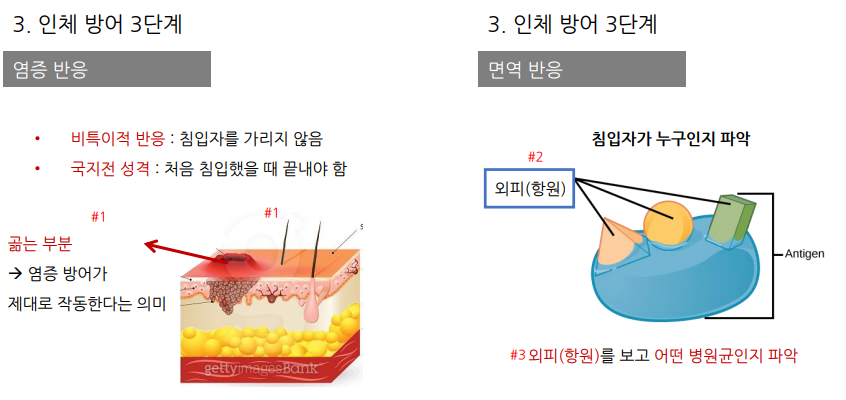 3. 인체 방어 3단계
염증 반응
• 비특이적 반응 : 침입자를 가리지 않음
• 국지전 성격 : 처음 침입했을 때 끝내야 함
#1
#1
곪는 부분
→ 염증 방어가
제대로 작동한다는 의미
gettyimagesBank
3. 인체 방어 3단계
면역 반응
침입자가 누구인지 파악
#2
외피(항원)
Antigen
#3 외피(항원)를 보고 어떤 병원균인지 파악